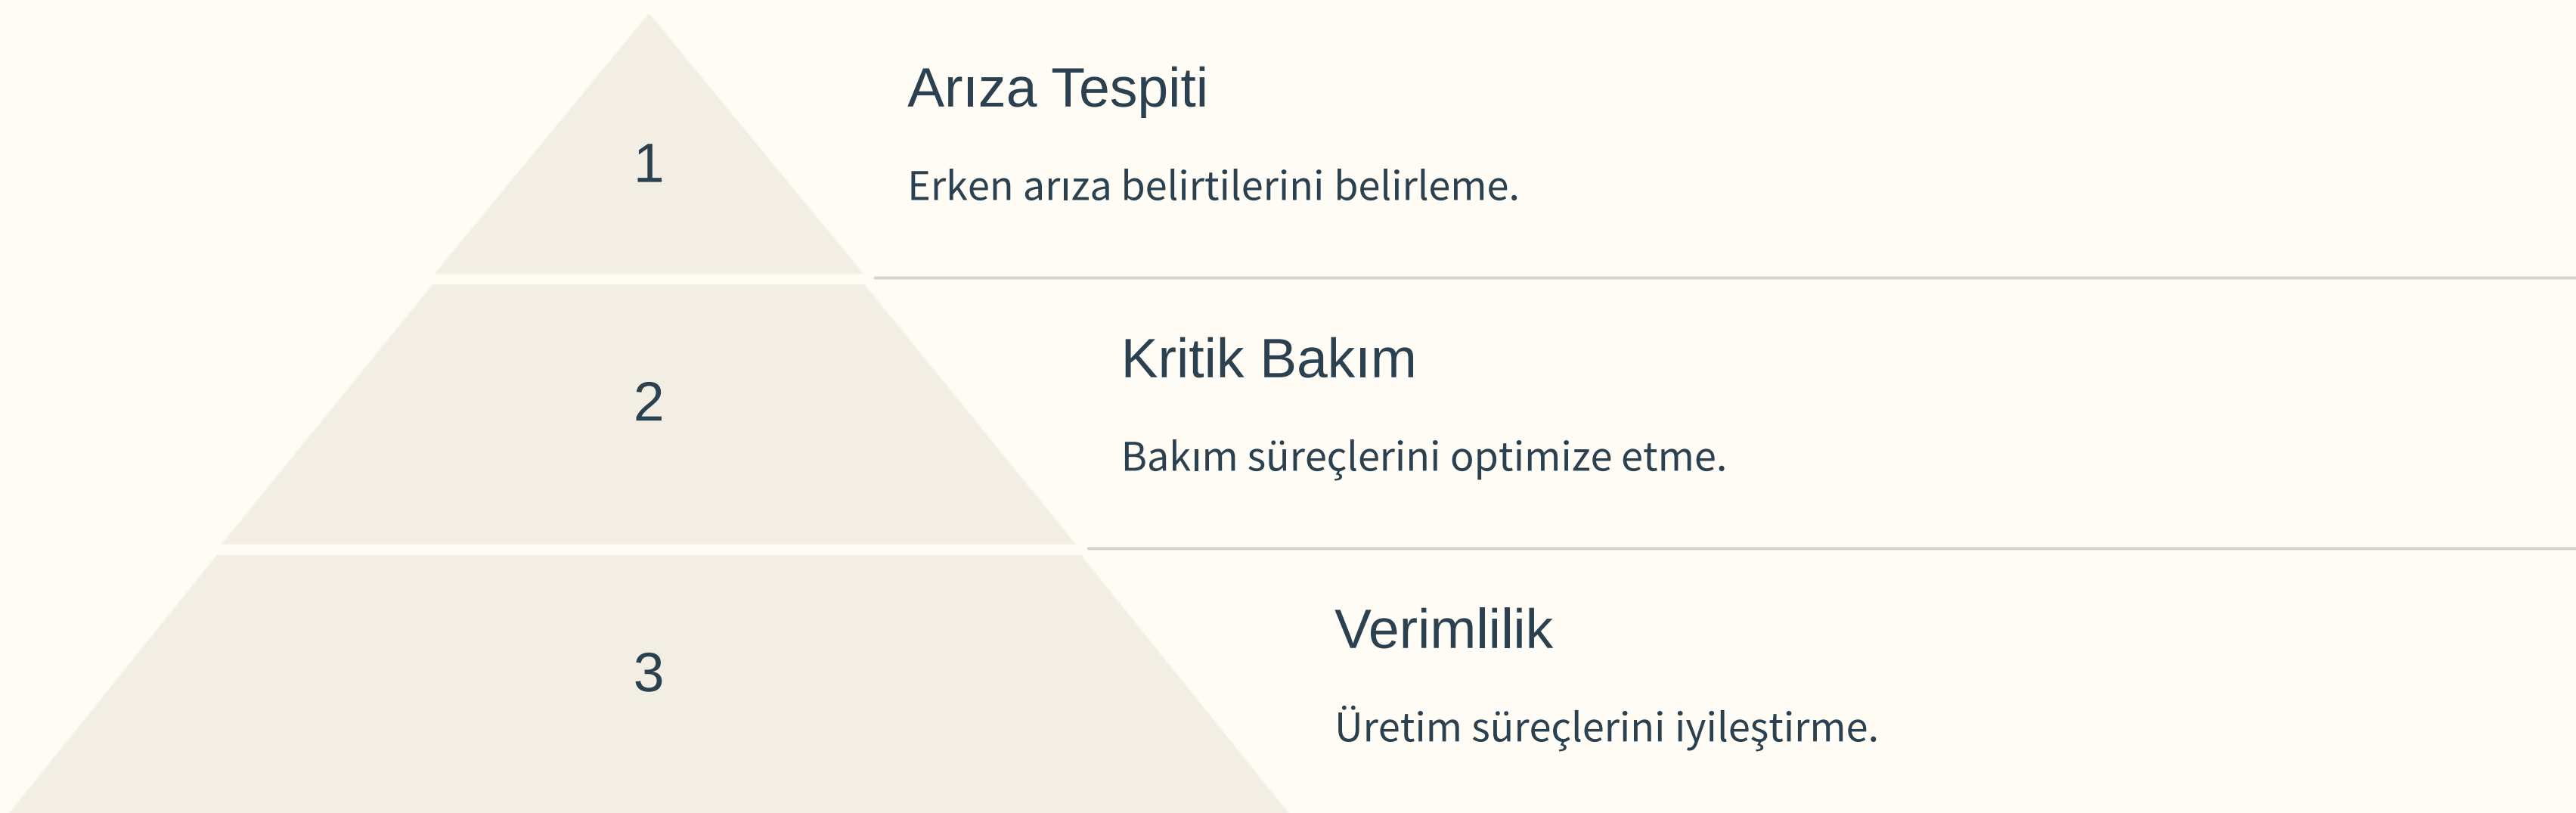 1
Arıza Tespiti
Erken arıza belirtilerini belirleme.
2
Kritik Bakım
Bakım süreçlerini optimize etme.
3
Verimlilik
Üretim süreçlerini iyileştirme.